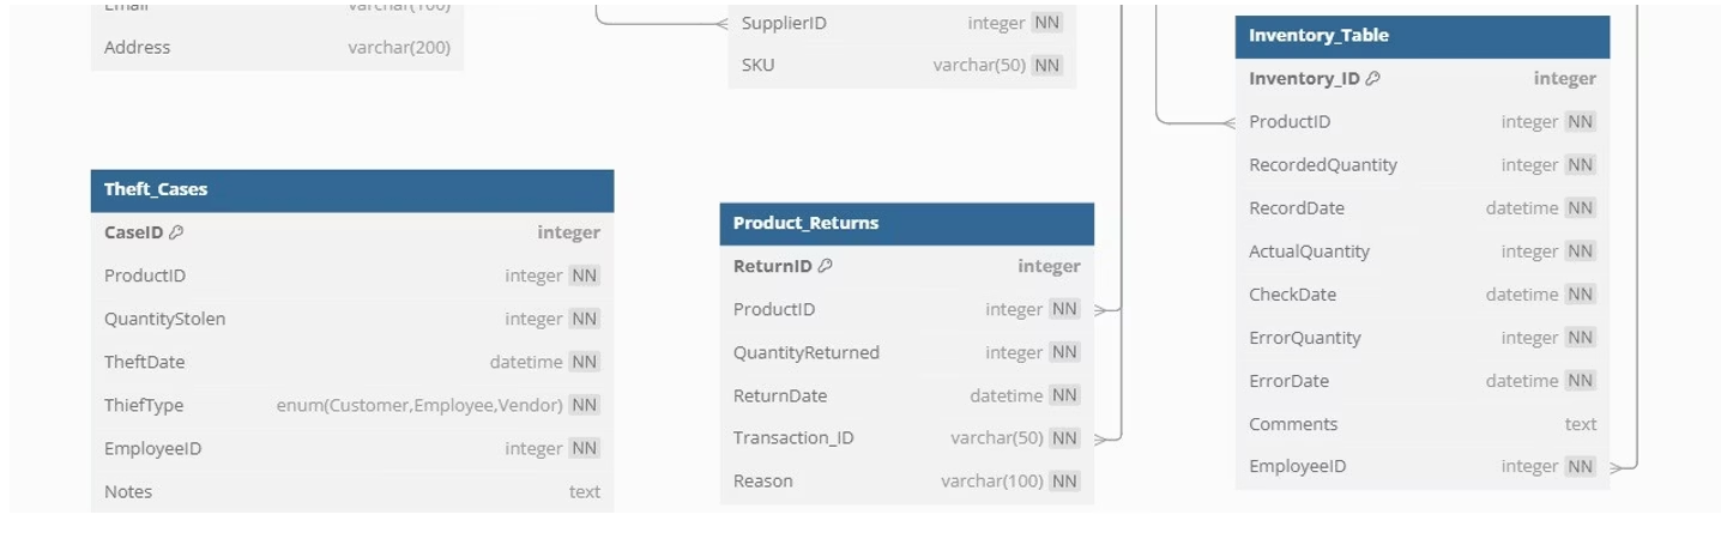 Email varchar(100)
Address varchar(200)
SupplierID integer NN
SKU varchar(50) NN
Theft_Cases
CaseID integer
ProductID integer NN
QuantityStolen integer NN
TheftDate datetime NN
ThiefType enum(Customer,Employee,Vendor) NN
EmployeeID integer NN
Notes text
Product_Returns
ReturnID integer
ProductID integer NN
QuantityReturned integer NN
ReturnDate datetime NN
Transaction_ID varchar(50) NN
Reason varchar(100) NN
Inventory_Table
Inventory_ID integer
ProductID integer NN
RecordedQuantity integer NN
RecordDate datetime NN
ActualQuantity integer NN
CheckDate datetime NN
ErrorQuantity integer NN
ErrorDate datetime NN
Comments text
EmployeeID integer NN